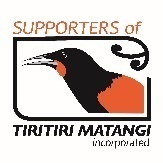 SUPPORTERS of
TIRITIRI MATANGI
incorporated